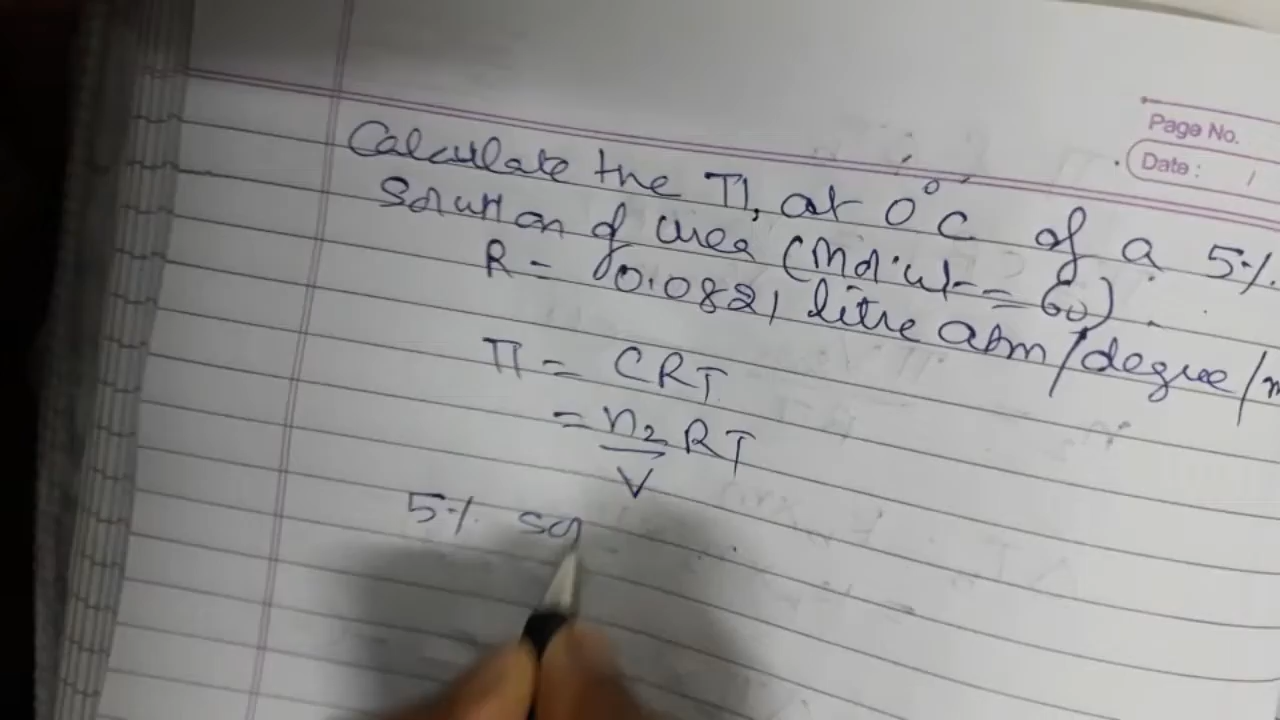 Page No.
Date :
Calculate the π, at 0°C of a 5%.
Solution of urea (Mol.wt = 60).
R = 0.0821 litre atm/degree/m
π = CRT
= n₂/V RT
5% so